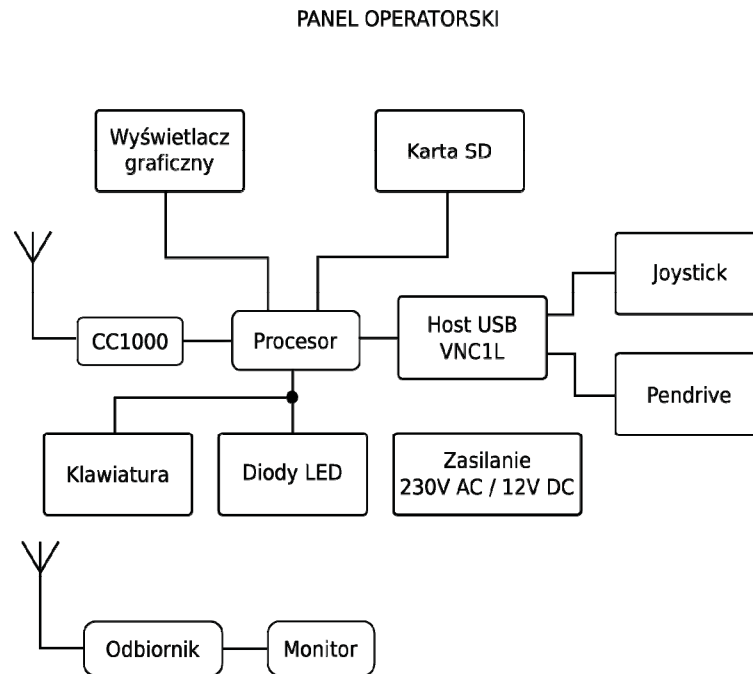 PANEL OPERATORSKI
Wyświetlacz
graficzny
Karta SD
Joystick
CC1000
Procesor
Host USB
VNC1L
Pendrive
Klawiatura
Diody LED
Zasilanie
230V AC / 12V DC
Odbiornik
Monitor